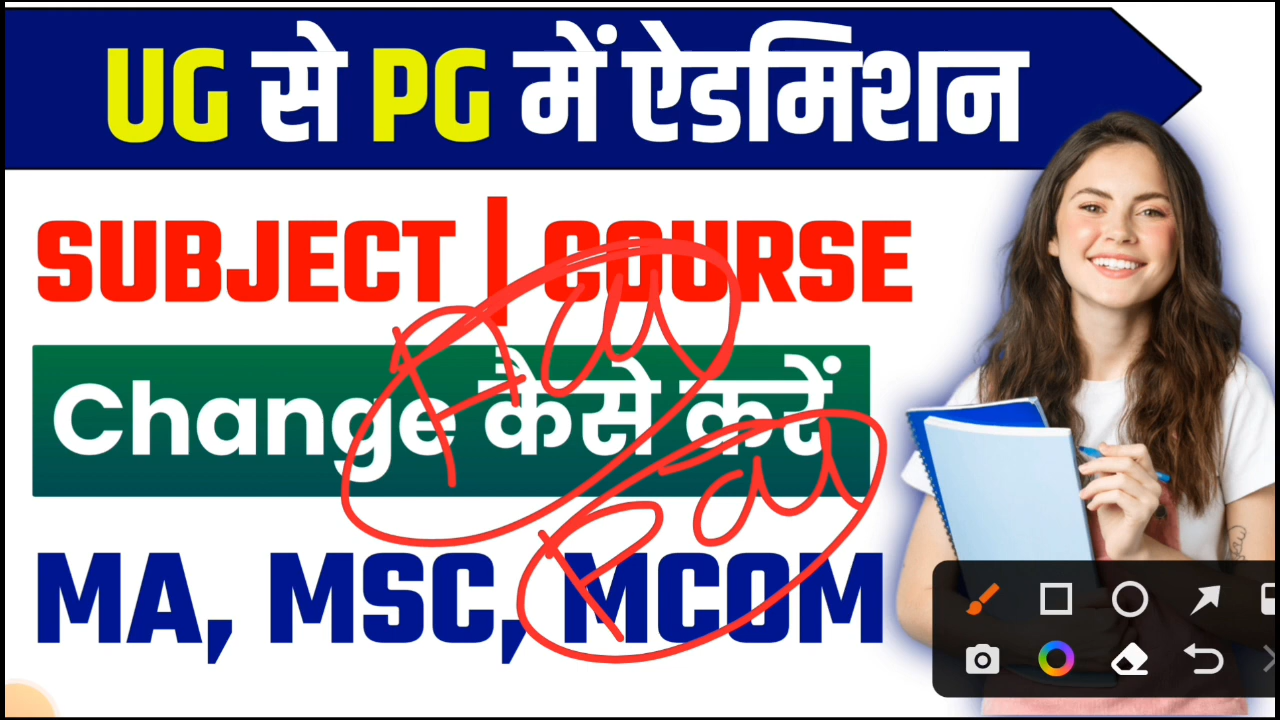 UG से PG में ऐडमिशन
SUBJECT | COURSE
Change कैसे करें
MA, MSC, MCOM